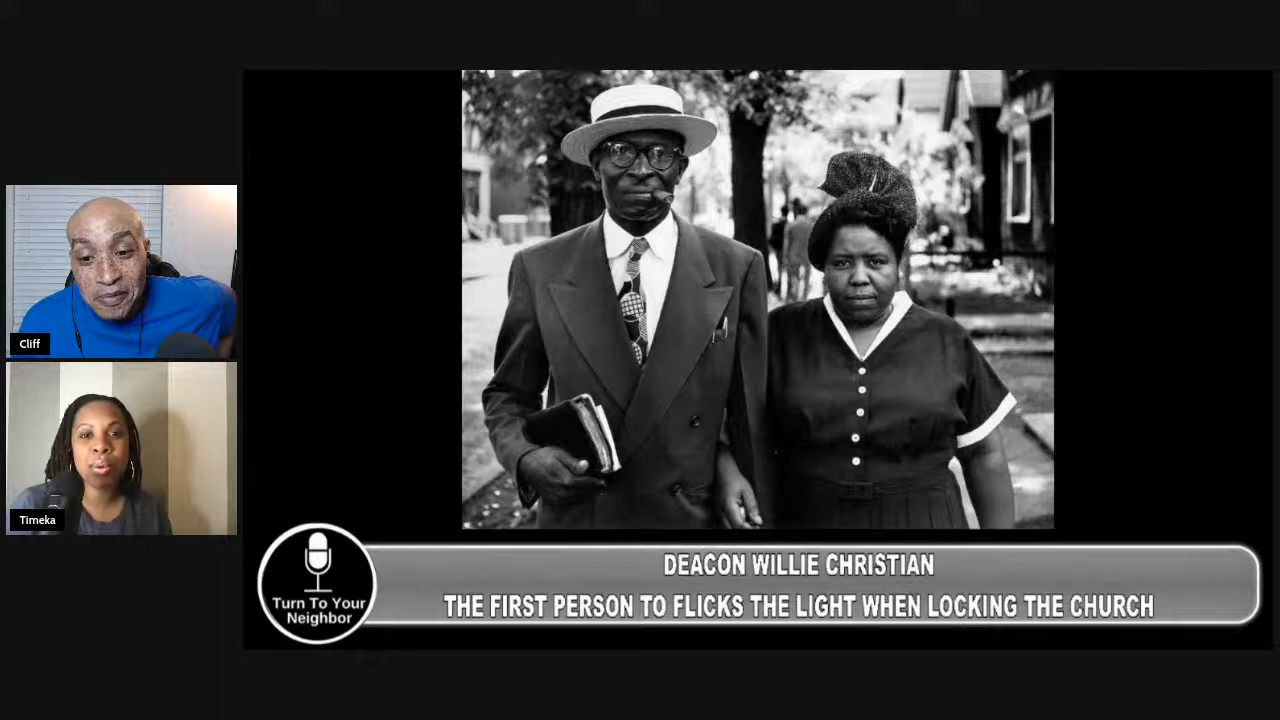 Cliff
Timeka
Turn To Your
Neighbor
DEACON WILLIE CHRISTIAN
THE FIRST PERSON TO FLICKS THE LIGHT WHEN LOCKING THE CHURCH